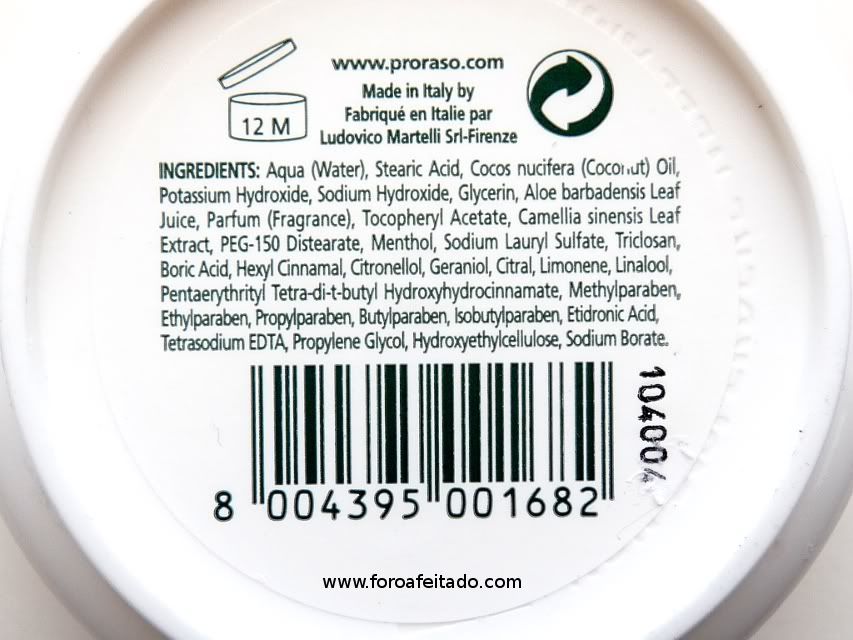 www.proraso.com
Made in Italy by
Fabriqué en Italie par
Ludovico Martelli Srl-Firenze
12 M
INGREDIENTS: Aqua (Water), Stearic Acid, Cocos nucifera (Coconut) Oil,
Potassium Hydroxide, Sodium Hydroxide, Glycerin, Aloe barbadensis Leaf
Juice, Parfum (Fragrance), Tocopheryl Acetate, Camellia sinensis Leaf
Extract, PEG-150 Distearate, Menthol, Sodium Lauryl Sulfate, Triclosan,
Boric Acid, Hexyl Cinnamal, Citronellol, Geraniol, Citral, Limonene, Linalool,
Pentaerythrityl Tetra-di-t-butyl Hydroxyhydrocinnamate, Methylparaben,
Ethylparaben, Propylparaben, Butylparaben, Isobutylparaben, Etidronic Acid,
Tetrasodium EDTA, Propylene Glycol, Hydroxyethylcellulose, Sodium Borate.
104004
8 004395 001682
www.foroafeitado.com